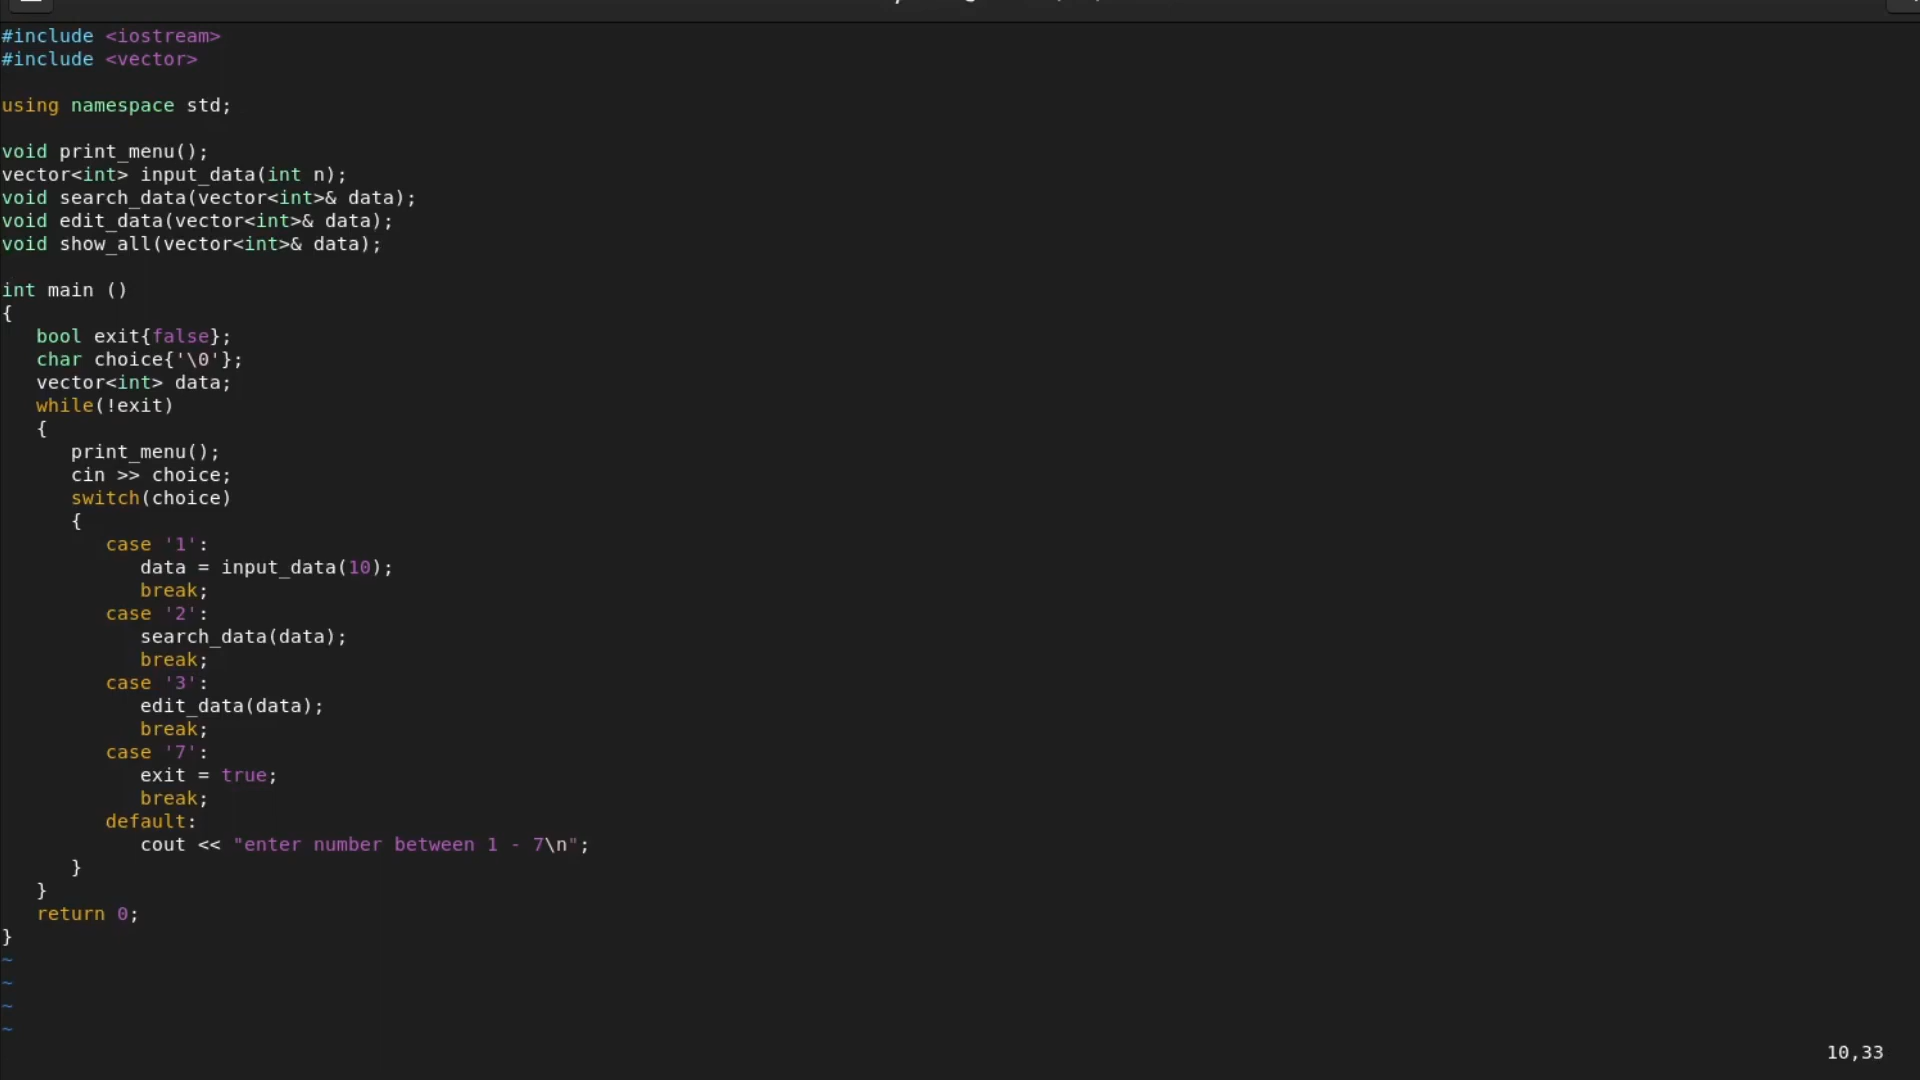 #include <iostream>
#include <vector>
using namespace std;
void print_menu();
vector<int> input_data(int n);
void search_data(vector<int>& data);
void edit_data(vector<int>& data);
void show_all(vector<int>& data);
int main ()
{
   bool exit{false};
   char choice{'\0'};
   vector<int> data;
   while(!exit)
   {
      print_menu();
      cin >> choice;
      switch(choice)
      {
         case '1':
            data = input_data(10);
            break;
         case '2':
            search_data(data);
            break;
         case '3':
            edit_data(data);
            break;
         case '7':
            exit = true;
            break;
         default:
            cout << "enter number between 1 - 7\n";
      }
   }
   return 0;
}
~
~
~
~
10,33